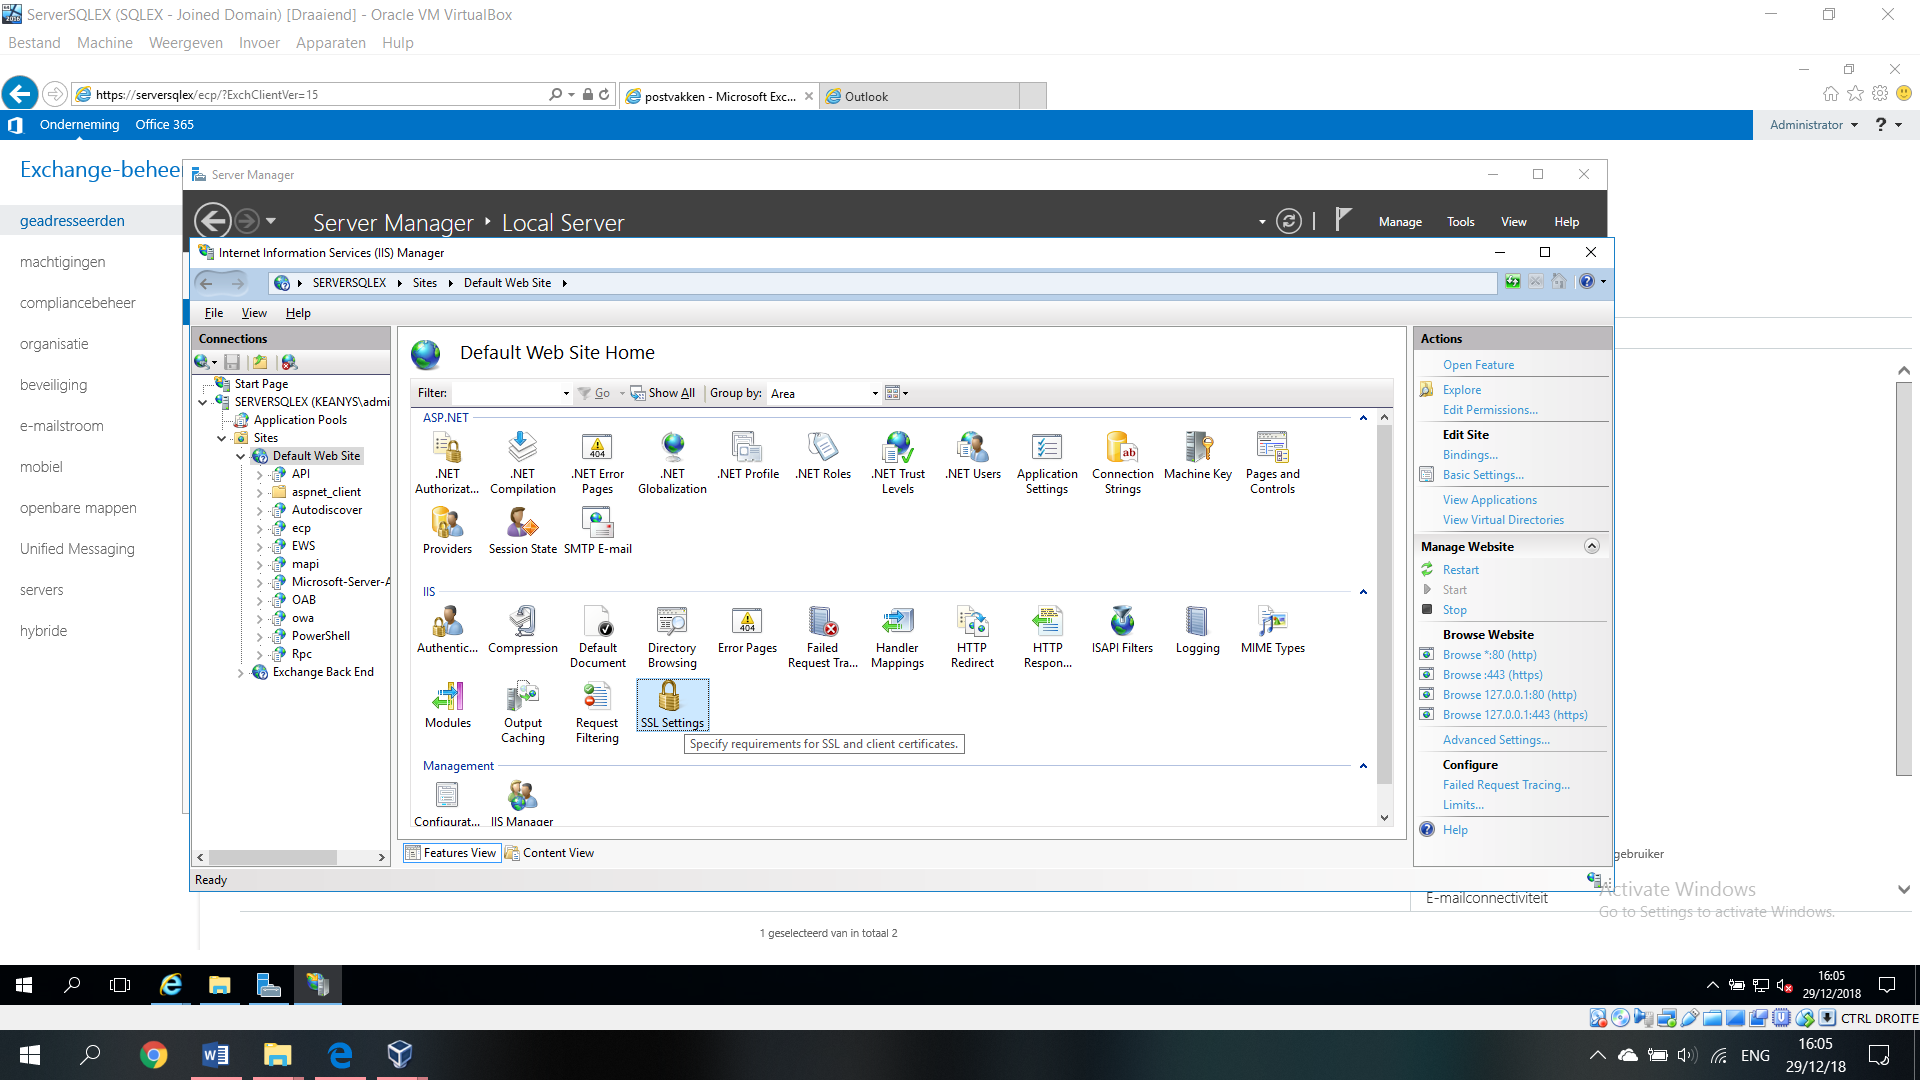 ServerSQLEX (SQLEX - Joined Domain) [Draaiend] - Oracle VM VirtualBox
Bestand Machine Weergeven Invoer Apparaten Hulp
https://serversqlex/ecp/?ExchClientVer=15
postvakken - Microsoft Exc...
Outlook
Onderneming Office 365
Administrator ?
Exchange-behee
geadresseerden
machtigingen
compliancebeheer
organisatie
beveiliging
e-mailstroom
mobiel
openbare mappen
Unified Messaging
servers
hybride
Server Manager
Server Manager Local Server
Manage Tools View Help
Internet Information Services (IIS) Manager
SERVERSQLEX Sites Default Web Site
File View Help
Connections
Start Page
SERVERSQLEX (KEANYS\admi
Application Pools
Sites
Default Web Site
API
aspnet_client
Autodiscover
ecp
EWS
mapi
Microsoft-Server-A
OAB
owa
PowerShell
Rpc
Exchange Back End
Default Web Site Home
Filter: Go Show All Group by: Area
ASP.NET
.NET Authorizat...
.NET Compilation
.NET Error Pages
.NET Globalization
.NET Profile
.NET Roles
.NET Trust Levels
.NET Users
Application Settings
Connection Strings
Machine Key
Pages and Controls
Providers
Session State
SMTP E-mail
IIS
Authentic...
Compression
Default Document
Directory Browsing
Error Pages
Failed Request Tra...
Handler Mappings
HTTP Redirect
HTTP Respon...
ISAPI Filters
Logging
MIME Types
Modules
Output Caching
Request Filtering
SSL Settings
Specify requirements for SSL and client certificates.
Management
Configurat...
IIS Manager
Features View Content View
Ready
Actions
Open Feature
Explore
Edit Permissions...
Edit Site
Bindings...
Basic Settings...
View Applications
View Virtual Directories
Manage Website
Restart
Start
Stop
Browse Website
Browse *:80 (http)
Browse :443 (https)
Browse 127.0.0.1:80 (http)
Browse 127.0.0.1:443 (https)
Advanced Settings...
Configure
Failed Request Tracing...
Limits...
Help
gebruiker
E-mailconnectiviteit
Activate Windows
Go to Settings to activate Windows.
1 geselecteerd van in totaal 2
16:05
29/12/2018
CTRL DROITE
ENG
16:05
29/12/18